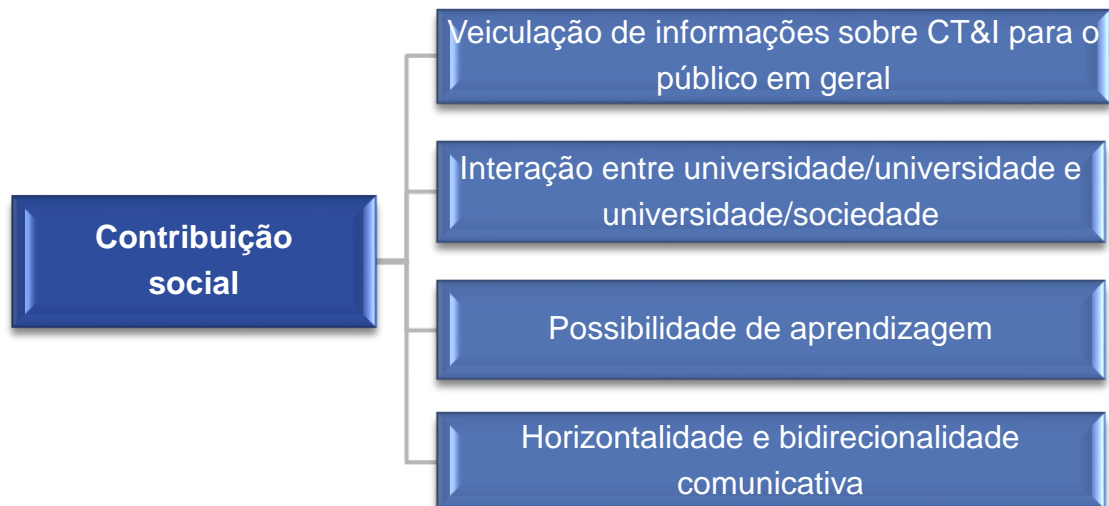 Veiculação de informações sobre CT&I para o
público em geral
Interação entre universidade/universidade e
universidade/sociedade
Contribuição
social
Possibilidade de aprendizagem
Horizontalidade e bidirecionalidade
comunicativa